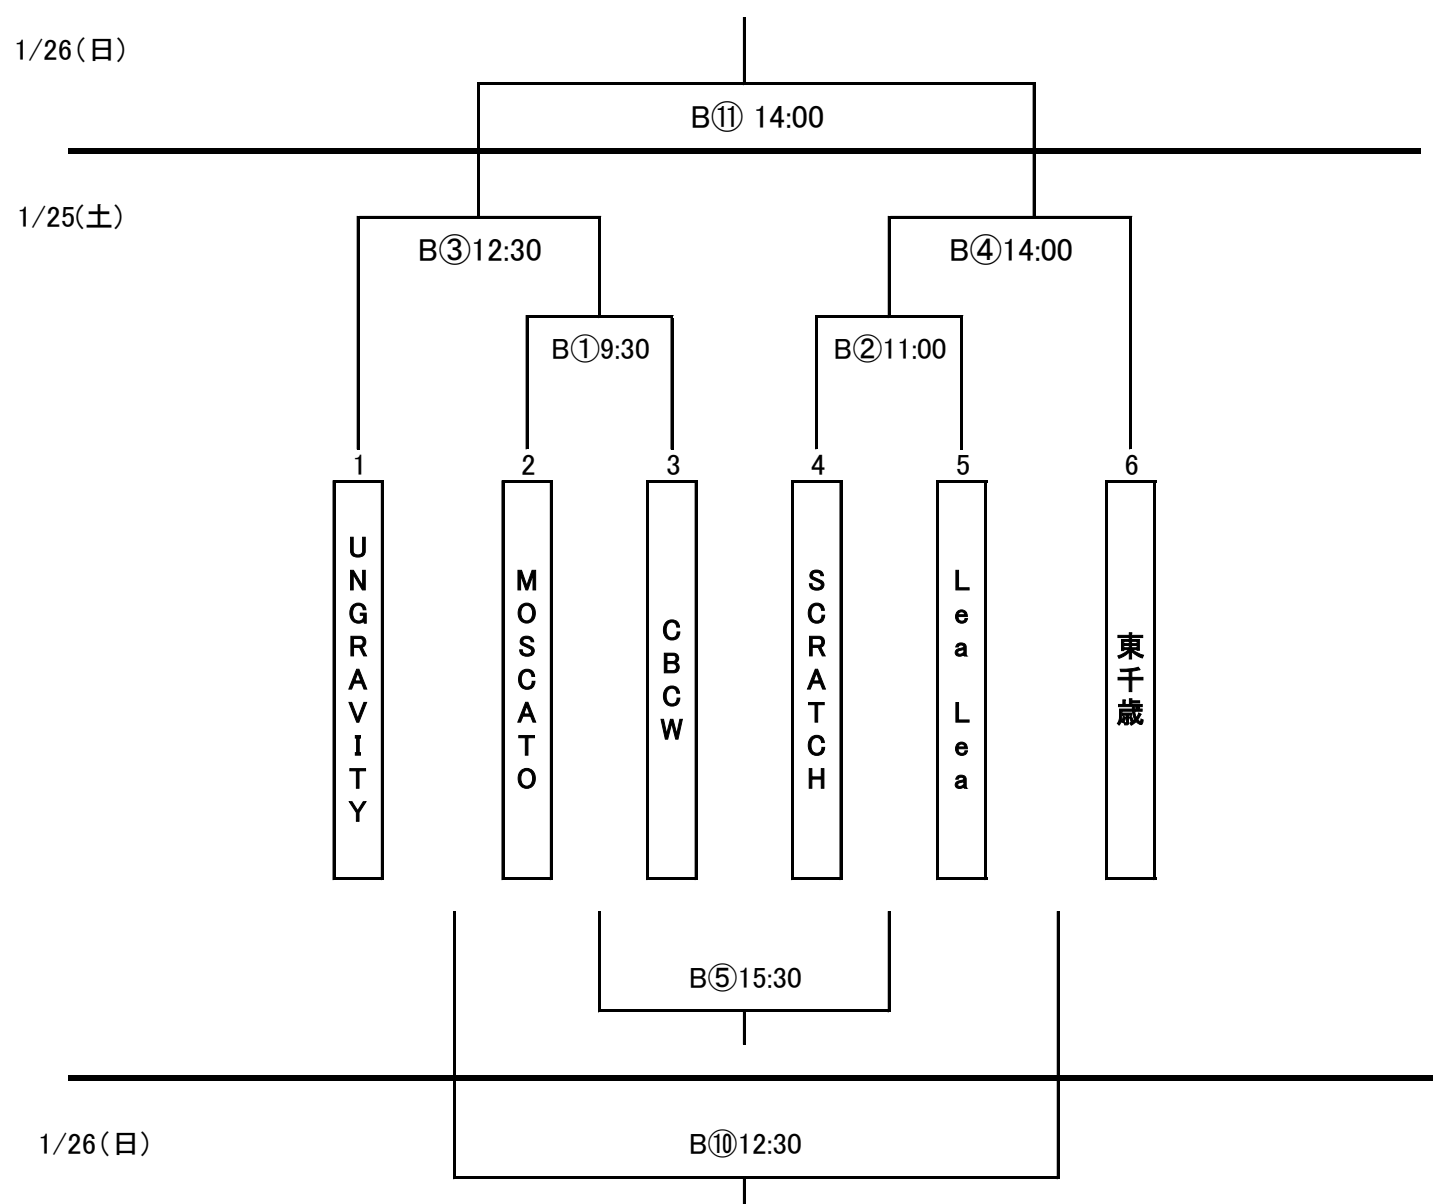 1/26(日)
B⑪ 14:00
1/25(土)
B③12:30
B④14:00
B①9:30
B②11:00
1
2
3
4
5
6
UNGRAVITY
MOSCATO
CBCW
SCRATCH
Lea Lea
東千歳
B⑤15:30
1/26(日)
B⑩12:30